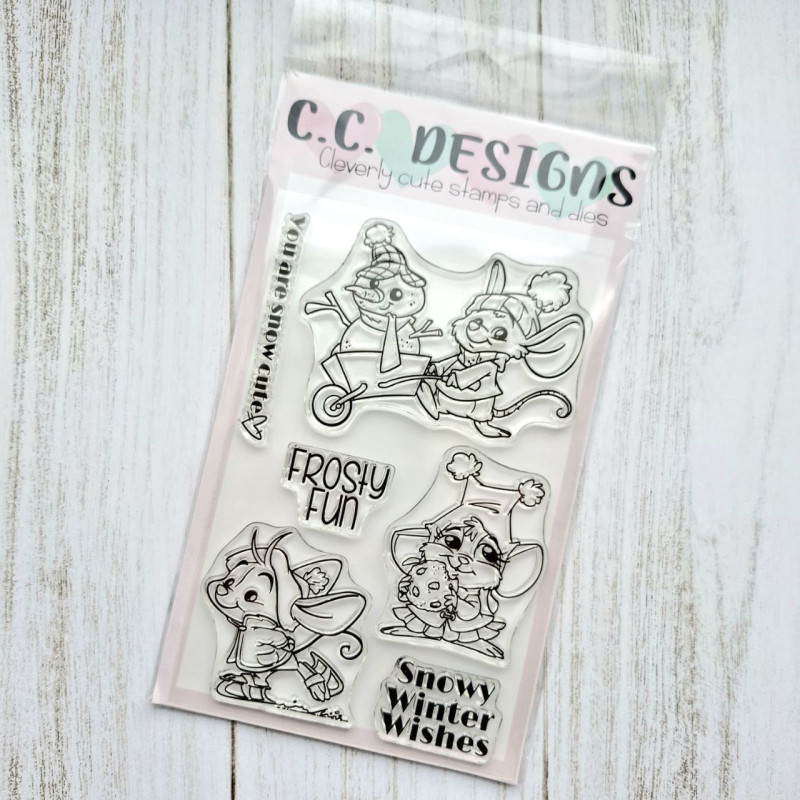 C.C. DESIGNS
Cleverly cute stamps and dies
You are snow cute
FROSTY
FUN
Snowy
Winter
Wishes